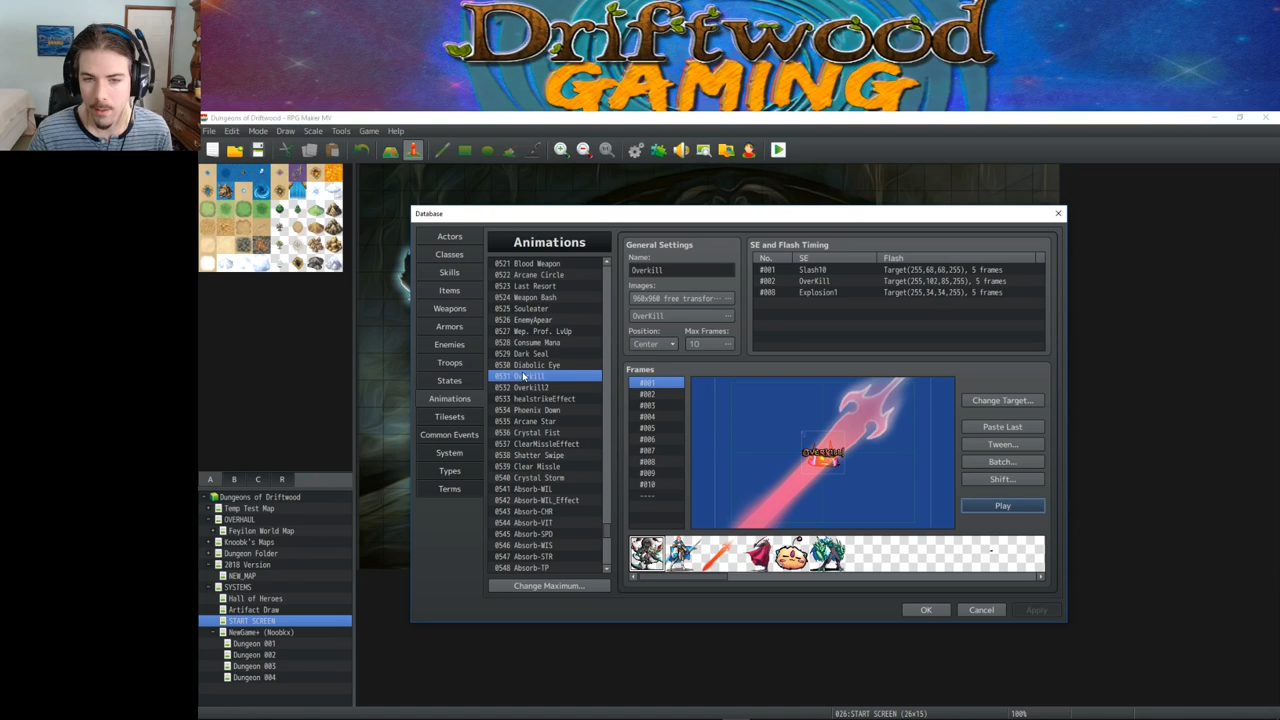 Driftwood
GAMING
Dungeons of Driftwood - RPG Maker MV
File Edit Mode Draw Scale Tools Game Help
Database
Actors
Classes
Skills
Items
Weapons
Armors
Enemies
Troops
States
Animations
Tilesets
Common Events
System
Types
Terms
Animations
0521 Blood Weapon
0522 Arcane Circle
0523 Last Resort
0524 Weapon Bash
0525 Souleater
0526 EnemyApear
0527 Wep. Prof. LvUp
0528 Consume Mana
0529 Dark Seal
0530 Diabolic Eye
0531 Overkill
0532 Overkill2
0533 healstrikeEffect
0534 Phoenix Down
0535 Arcane Star
0536 Crystal Fist
0537 ClearMissleEffect
0538 Shatter Swipe
0539 Clear Missle
0540 Crystal Storm
0541 Absorb-WIL
0542 Absorb-WIL_Effect
0543 Absorb-CHR
0544 Absorb-VIT
0545 Absorb-SPD
0546 Absorb-WIS
0547 Absorb-STR
0548 Absorb-TP
Change Maximum...
General Settings
Name:
Overkill
Images:
960x960 free transfor... ...
OverKill ...
Position: Max Frames:
Center 10 ...
SE and Flash Timing
No. SE Flash
#001 Slash10 Target(255,68,68,255), 5 frames
#002 OverKill Target(255,102,85,255), 5 frames
#008 Explosion1 Target(255,34,34,255), 5 frames
Frames
#001
#002
#003
#004
#005
#006
#007
#008
#009
#010
----
OVERKILL
Change Target...
Paste Last
Tween...
Batch...
Shift...
Play
OK Cancel Apply
A B C R
Dungeons of Driftwood
Temp Test Map
OVERHAUL
Feyilon World Map
Knoobk's Maps
Dungeon Folder
2018 Version
NEW_MAP
SYSTEMS
Hall of Heroes
Artifact Draw
START SCREEN
NewGame+ (Noobkx)
Dungeon 001
Dungeon 002
Dungeon 003
Dungeon 004
026:START SCREEN (26x15) 100%